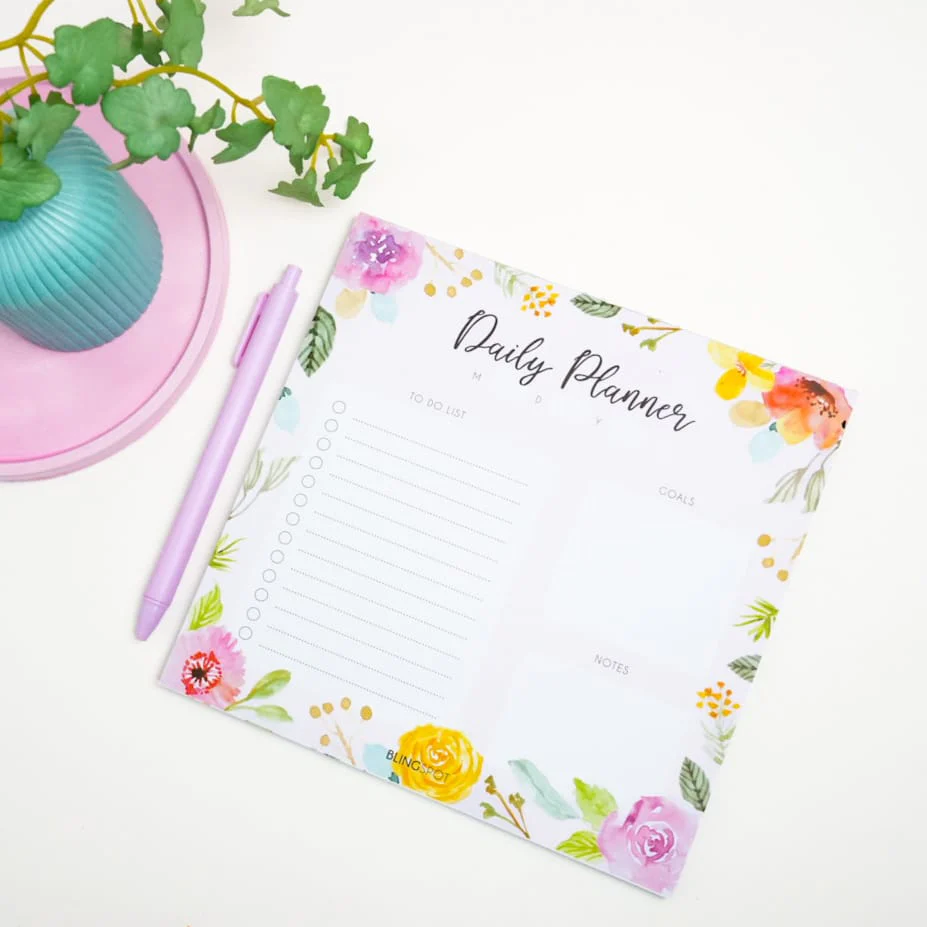 Daily Planner
M D Y
TO DO LIST
GOALS
NOTES
BLINGSPOT